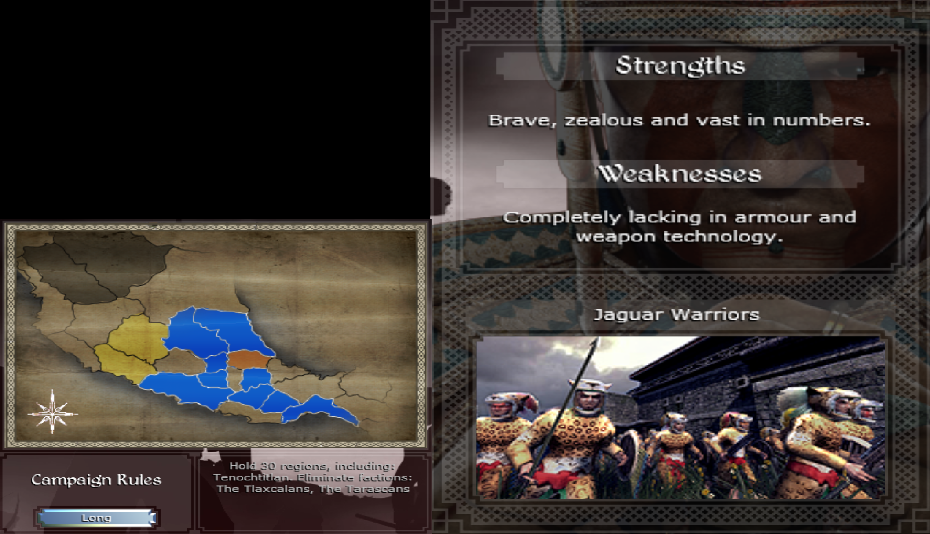 Strengths
Brave, zealous and vast in numbers.
Weaknesses
Completely lacking in armour and
weapon technology.
Jaguar Warriors
Campaign Rules
Long
Hold 30 regions, including:
Tenochtitlan. Eliminate factions:
The Tlaxcalans, The Tarascans